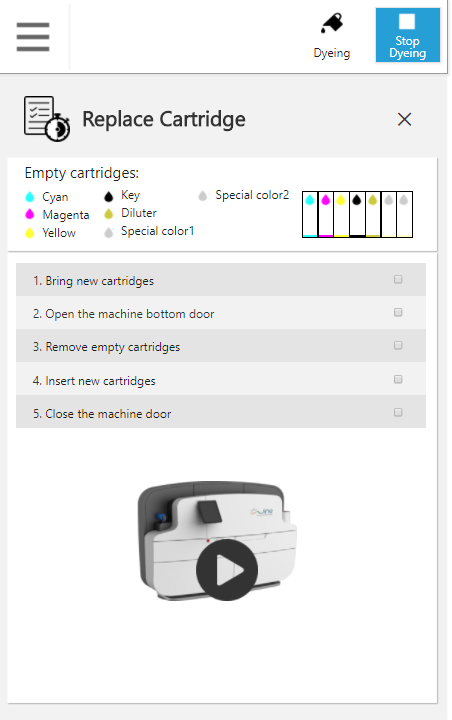 Dyeing
Stop
Dyeing
Replace Cartridge
Empty cartridges:
Cyan
Magenta
Yellow
Key
Diluter
Special color1
Special color2
1. Bring new cartridges
2. Open the machine bottom door
3. Remove empty cartridges
4. Insert new cartridges
5. Close the machine door